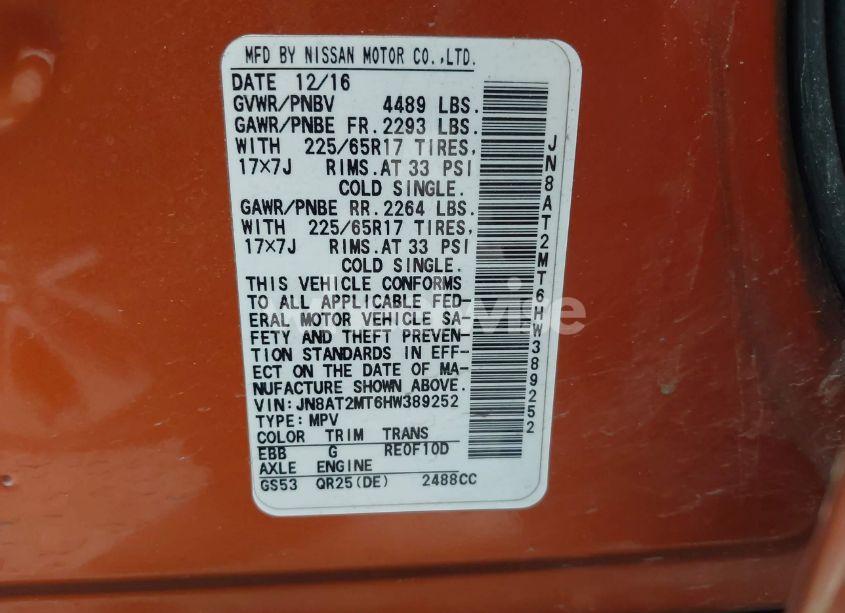 MFD BY NISSAN MOTOR CO.,LTD.
DATE 12/16
GVWR/PNBV 4489 LBS.
GAWR/PNBE FR. 2293 LBS.
WITH 225/65R17 TIRES,
17×7J RIMS. AT 33 PSI
COLD SINGLE.
GAWR/PNBE RR. 2264 LBS.
WITH 225/65R17 TIRES,
17×7J RIMS. AT 33 PSI
COLD SINGLE.
THIS VEHICLE CONFORMS
TO ALL APPLICABLE FED-
ERAL MOTOR VEHICLE SA-
FETY AND THEFT PREVEN-
TION STANDARDS IN EFF-
ECT ON THE DATE OF MA-
NUFACTURE SHOWN ABOVE.
VIN:JN8AT2MT6HW389252
TYPE:MPV
COLOR TRIM TRANS
EBB G RE0F10D
AXLE ENGINE
GS53 QR25(DE) 2488CC
JN8AT2MT6HW389252